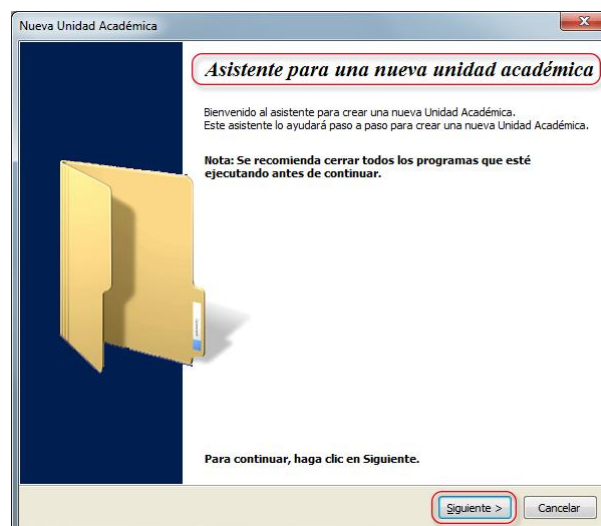 Nueva Unidad Académica
Asistente para una nueva unidad académica
Bienvenido al asistente para crear una nueva Unidad Académica.
Este asistente lo ayudará paso a paso para crear una nueva Unidad Académica.
Nota: Se recomienda cerrar todos los programas que esté
ejecutando antes de continuar.
Para continuar, haga clic en Siguiente.
Siguiente >
Cancelar